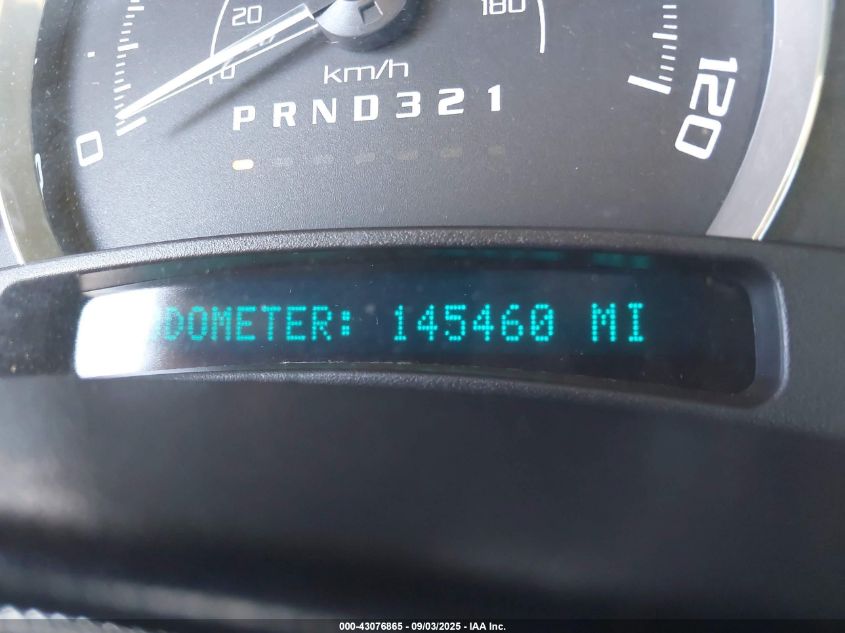 20 180
km/h
0 PRND321 120
DOMETER: 145460 MI
000-43076865 - 09/03/2025 - IAA Inc.